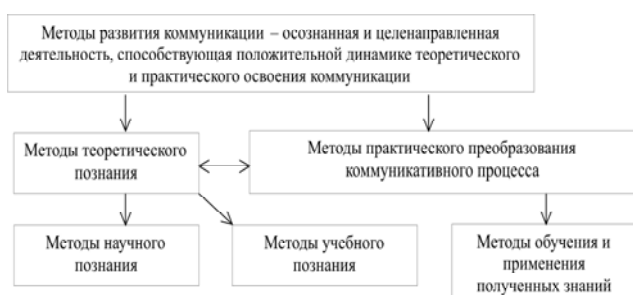 Методы развития коммуникации – осознанная и целенаправленная
деятельность, способствующая положительной динамике теоретического
и практического освоения коммуникации
Методы теоретического
познания
Методы практического преобразования
коммуникативного процесса
Методы научного
познания
Методы учебного
познания
Методы обучения и
применения
полученных знаний